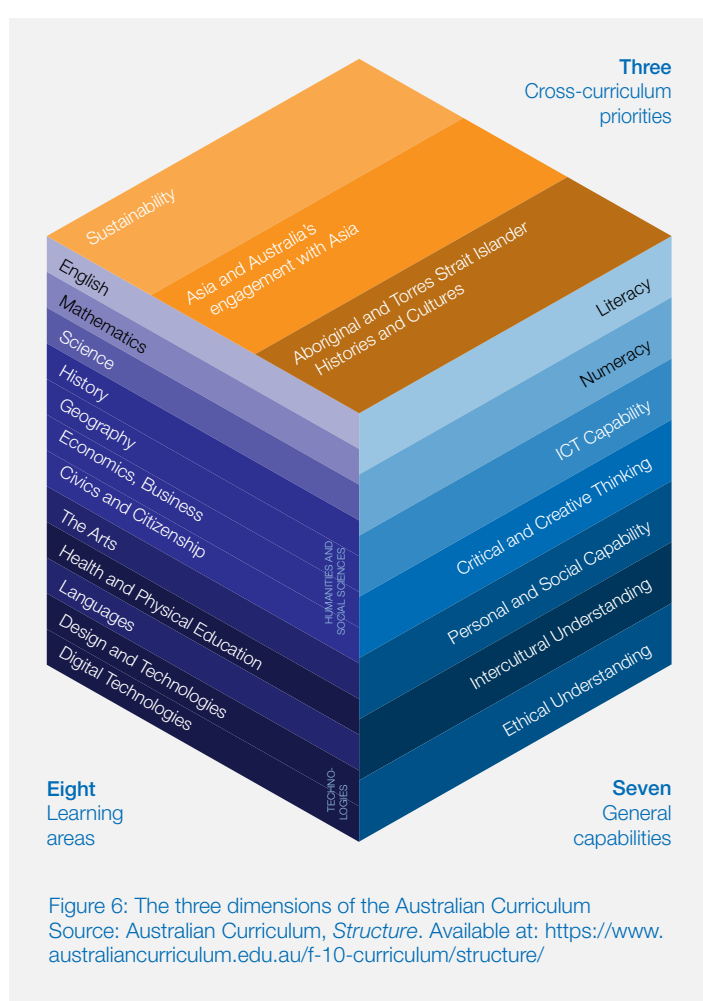 Three
Cross-curriculum
priorities
Sustainability
Asia and Australia's
engagement with Asia
Aboriginal and Torres Strait Islander
Histories and Cultures
English
Mathematics
Science
History
Geography
Economics, Business
Civics and Citizenship
The Arts
Health and Physical Education
Languages
Design and Technologies
Digital Technologies
HUMANITIES AND
SOCIAL SCIENCES
TECHNO-
LOGIES
Literacy
Numeracy
ICT Capability
Critical and Creative Thinking
Personal and Social Capability
Intercultural Understanding
Ethical Understanding
Eight
Learning
areas
Seven
General
capabilities
Figure 6: The three dimensions of the Australian Curriculum
Source: Australian Curriculum, Structure. Available at: https://www.
australiancurriculum.edu.au/f-10-curriculum/structure/